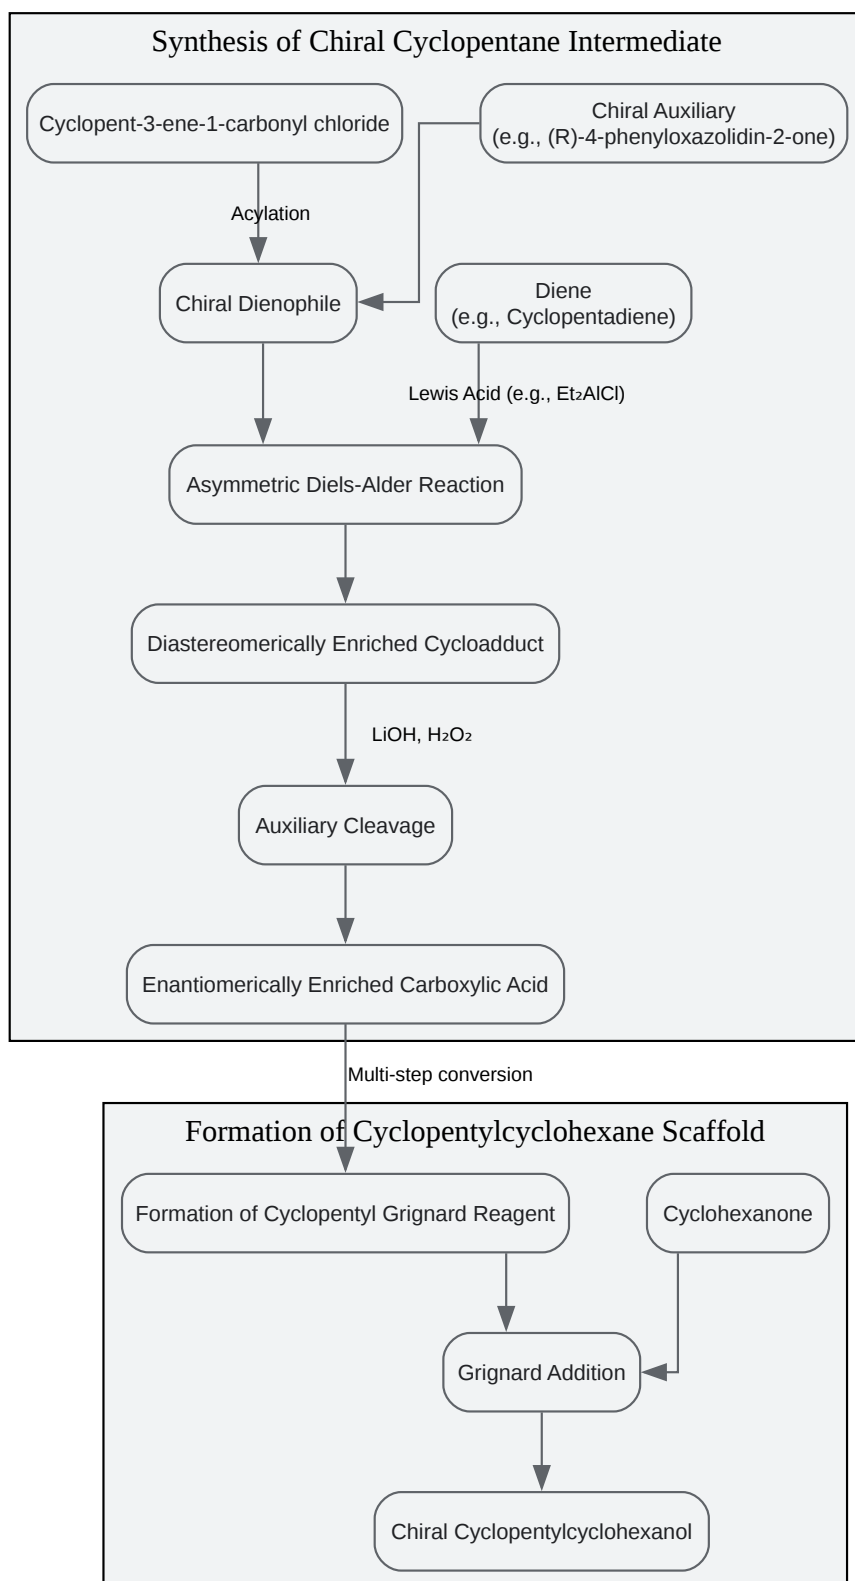 Synthesis of Chiral Cyclopentane Intermediate
Cyclopent-3-ene-1-carbonyl chloride
Chiral Auxiliary
(e.g., (R)-4-phenyloxazolidin-2-one)
Acylation
Chiral Dienophile
Diene
(e.g., Cyclopentadiene)
Lewis Acid (e.g., Et₂AlCl)
Asymmetric Diels-Alder Reaction
Diastereomerically Enriched Cycloadduct
LiOH, H₂O₂
Auxiliary Cleavage
Enantiomerically Enriched Carboxylic Acid
Multi-step conversion
Formation of Cyclopentylcyclohexane Scaffold
Formation of Cyclopentyl Grignard Reagent
Cyclohexanone
Grignard Addition
Chiral Cyclopentylcyclohexanol